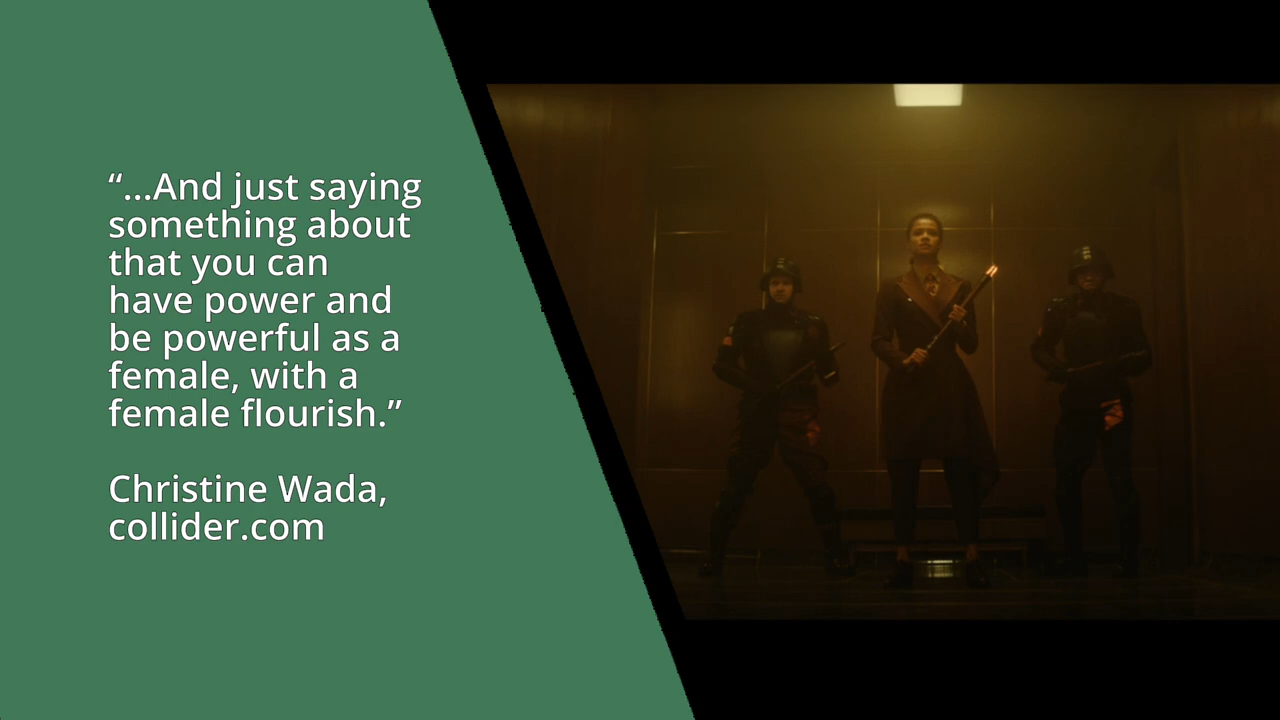 “...And just saying
something about
that you can
have power and
be powerful as a
female, with a
female flourish.”
Christine Wada,
collider.com